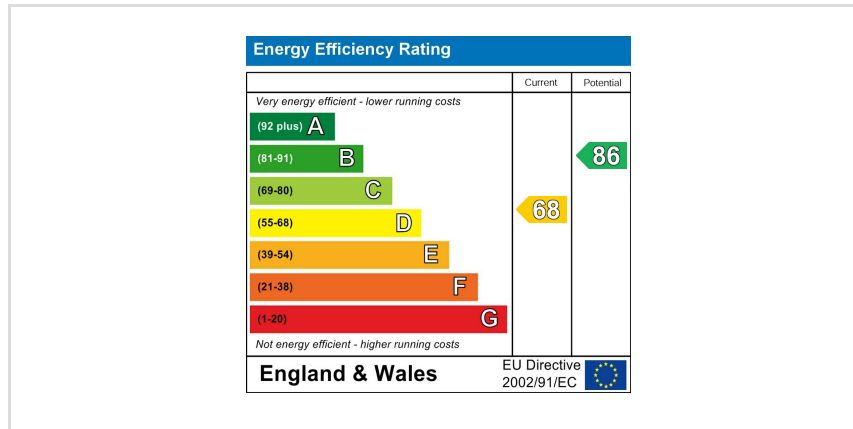 Energy Efficiency Rating
Current Potential
Very energy efficient - lower running costs
(92 plus) A
(81-91) B
86
(69-80) C
68
(55-68) D
(39-54) E
(21-38) F
(1-20) G
Not energy efficient - higher running costs
England & Wales
EU Directive
2002/91/EC